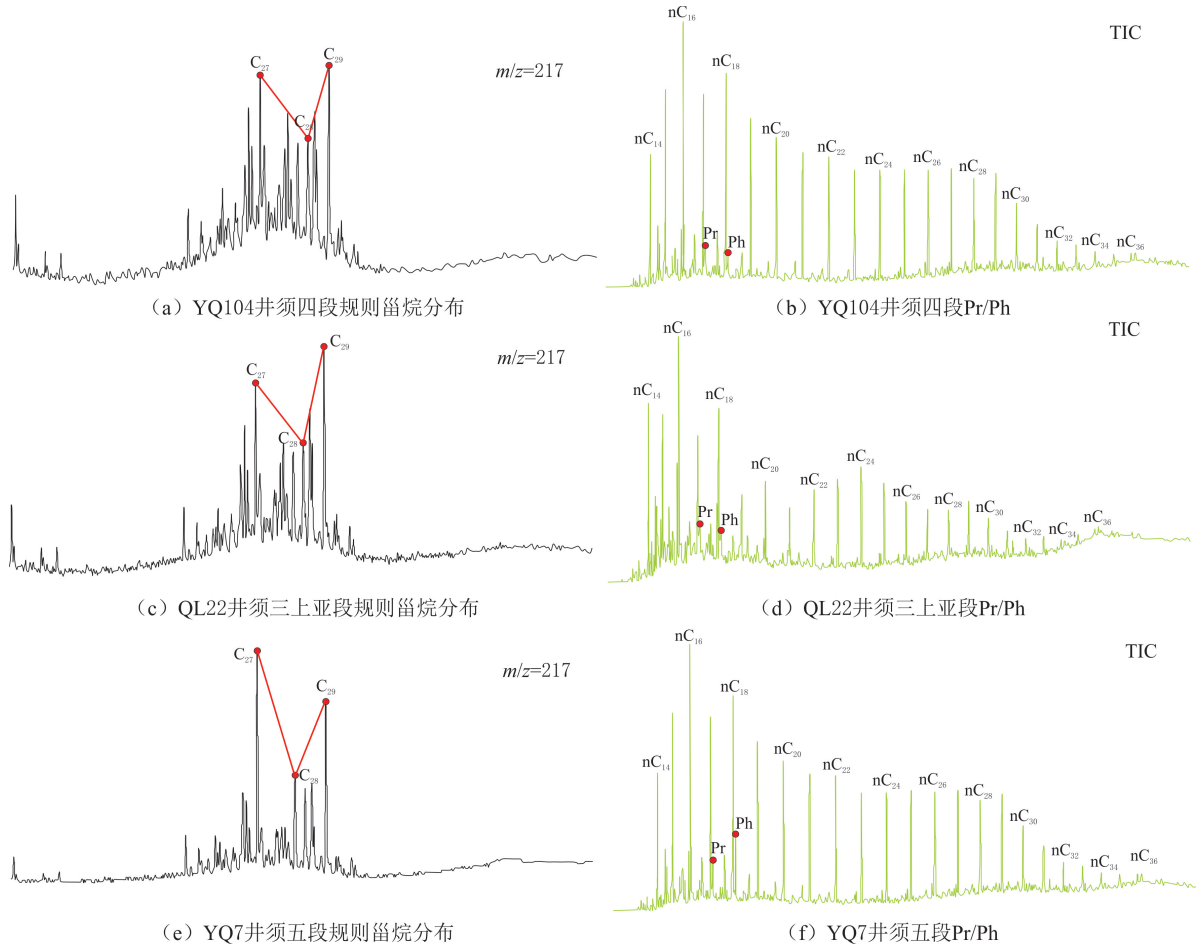 C₂₇
C₂₈
C₂₉
m/z=217
（a）YQ104井须四段规则甾烷分布
TIC
nC₁₄
nC₁₆
nC₁₈
nC₂₀
nC₂₂
nC₂₄
nC₂₆
nC₂₈
nC₃₀
nC₃₂
nC₃₄
nC₃₆
Pr
Ph
（b）YQ104井须四段Pr/Ph
C₂₇
C₂₈
C₂₉
m/z=217
（c）QL22井须三上亚段规则甾烷分布
TIC
nC₁₄
nC₁₆
nC₁₈
nC₂₀
nC₂₂
nC₂₄
nC₂₆
nC₂₈
nC₃₀
nC₃₂
nC₃₄
nC₃₆
Pr
Ph
（d）QL22井须三上亚段Pr/Ph
C₂₇
C₂₈
C₂₉
m/z=217
（e）YQ7井须五段规则甾烷分布
TIC
nC₁₄
nC₁₆
nC₁₈
nC₂₀
nC₂₂
nC₂₄
nC₂₆
nC₂₈
nC₃₀
nC₃₂
nC₃₄
nC₃₆
Pr
Ph
（f）YQ7井须五段Pr/Ph